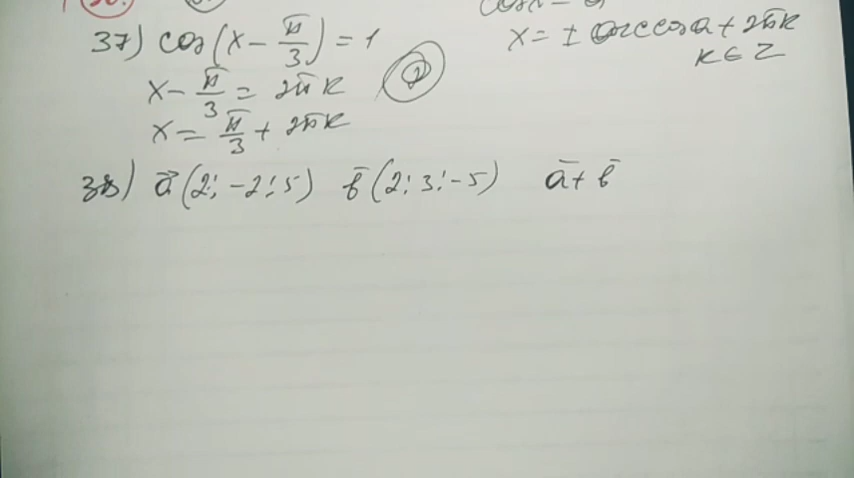 37) cos(x − π/3) = 1
x − π/3 = 2πk
x = π/3 + 2πk
x = ± arccos a + 2πk
k ∈ Z
38) a⃗ (2; −2; 5) b̄ (2; 3; −5) ā + b̄